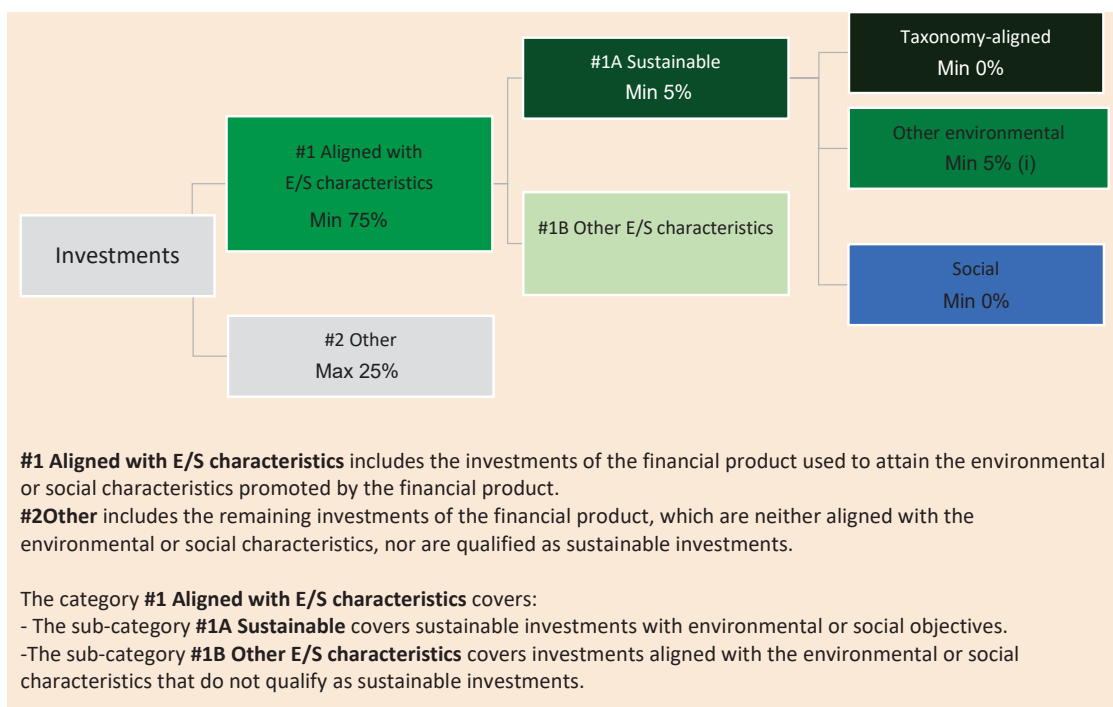 Investments
#1 Aligned with
E/S characteristics
Min 75%
#2 Other
Max 25%
#1A Sustainable
Min 5%
#1B Other E/S characteristics
Taxonomy-aligned
Min 0%
Other environmental
Min 5% (i)
Social
Min 0%
#1 Aligned with E/S characteristics includes the investments of the financial product used to attain the environmental
or social characteristics promoted by the financial product.
#2Other includes the remaining investments of the financial product, which are neither aligned with the
environmental or social characteristics, nor are qualified as sustainable investments.
The category #1 Aligned with E/S characteristics covers:
- The sub-category #1A Sustainable covers sustainable investments with environmental or social objectives.
-The sub-category #1B Other E/S characteristics covers investments aligned with the environmental or social
characteristics that do not qualify as sustainable investments.